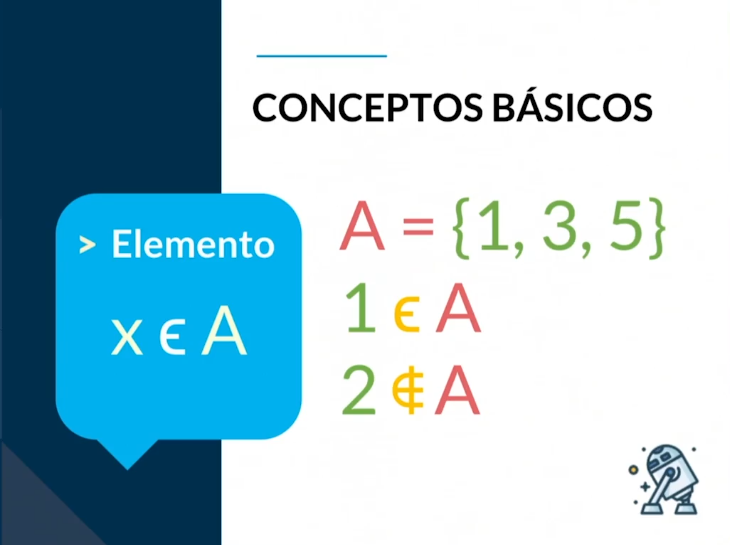 CONCEPTOS BÁSICOS
> Elemento
x ϵ A
A = {1, 3, 5}
1 ϵ A
2 ∉ A